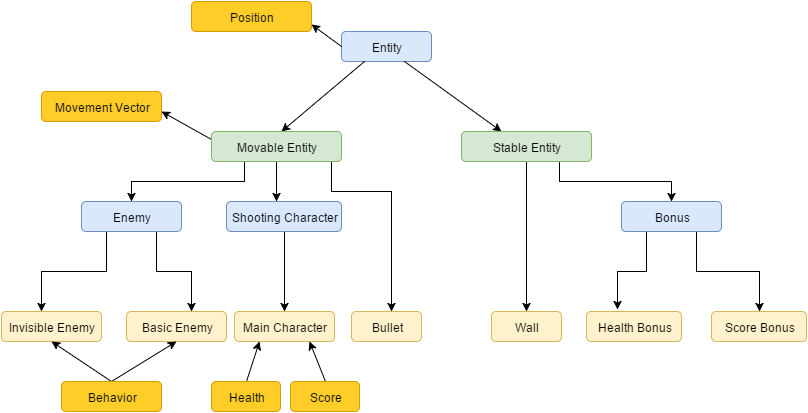 Position
Entity
Movement Vector
Movable Entity
Stable Entity
Enemy
Shooting Character
Bonus
Invisible Enemy
Basic Enemy
Main Character
Bullet
Wall
Health Bonus
Score Bonus
Behavior
Health
Score